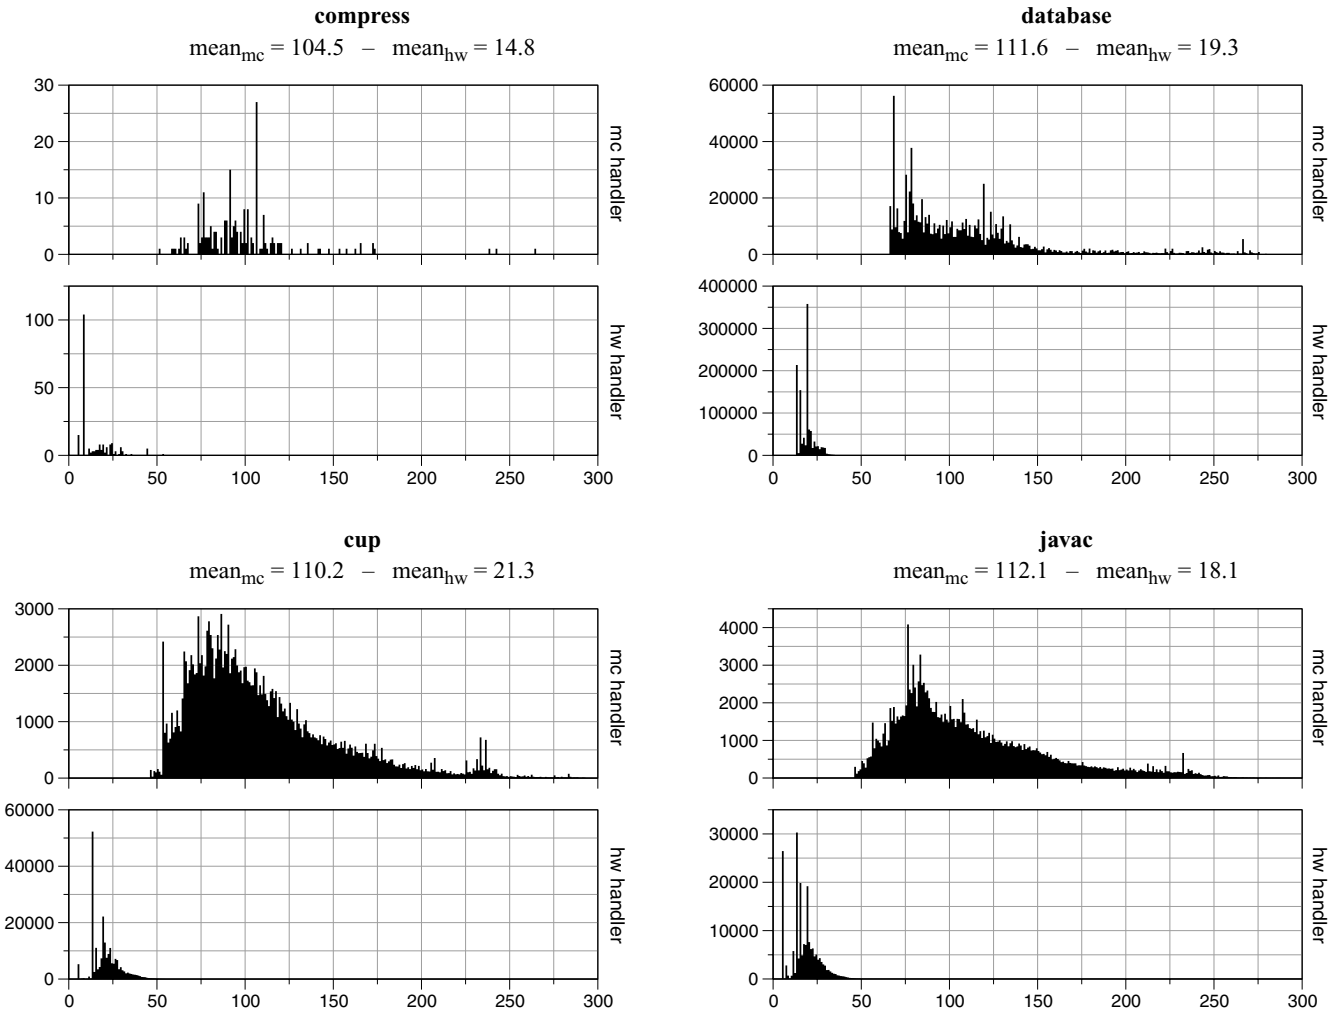 compress
mean_mc = 104.5 – mean_hw = 14.8
30
20
10
0
mc handler
100
50
0
hw handler
0 50 100 150 200 250 300
database
mean_mc = 111.6 – mean_hw = 19.3
60000
40000
20000
0
mc handler
400000
300000
200000
100000
0
hw handler
0 50 100 150 200 250 300
cup
mean_mc = 110.2 – mean_hw = 21.3
3000
2000
1000
0
mc handler
60000
40000
20000
0
hw handler
0 50 100 150 200 250 300
javac
mean_mc = 112.1 – mean_hw = 18.1
4000
3000
2000
1000
0
mc handler
30000
20000
10000
0
hw handler
0 50 100 150 200 250 300